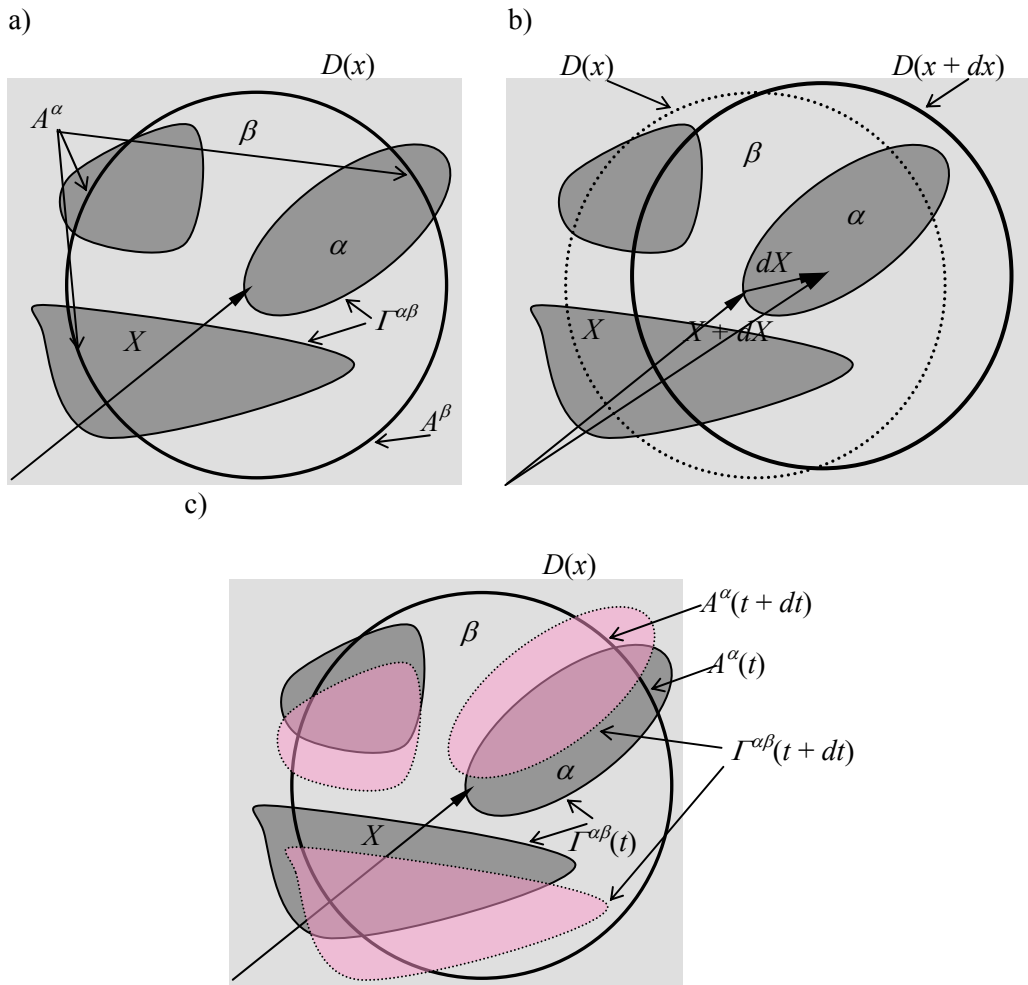 a)
D(x)
A^α
β
α
Γ^αβ
X
A^β
b)
D(x)
D(x + dx)
β
α
dX
X
X + dX
c)
D(x)
A^α(t + dt)
β
A^α(t)
Γ^αβ(t + dt)
α
X
Γ^αβ(t)